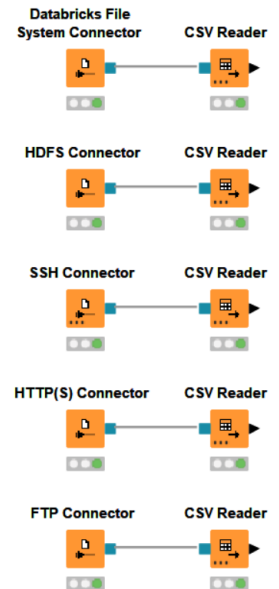 Databricks File
System Connector
CSV Reader
HDFS Connector
CSV Reader
SSH Connector
CSV Reader
HTTP(S) Connector
CSV Reader
FTP Connector
CSV Reader